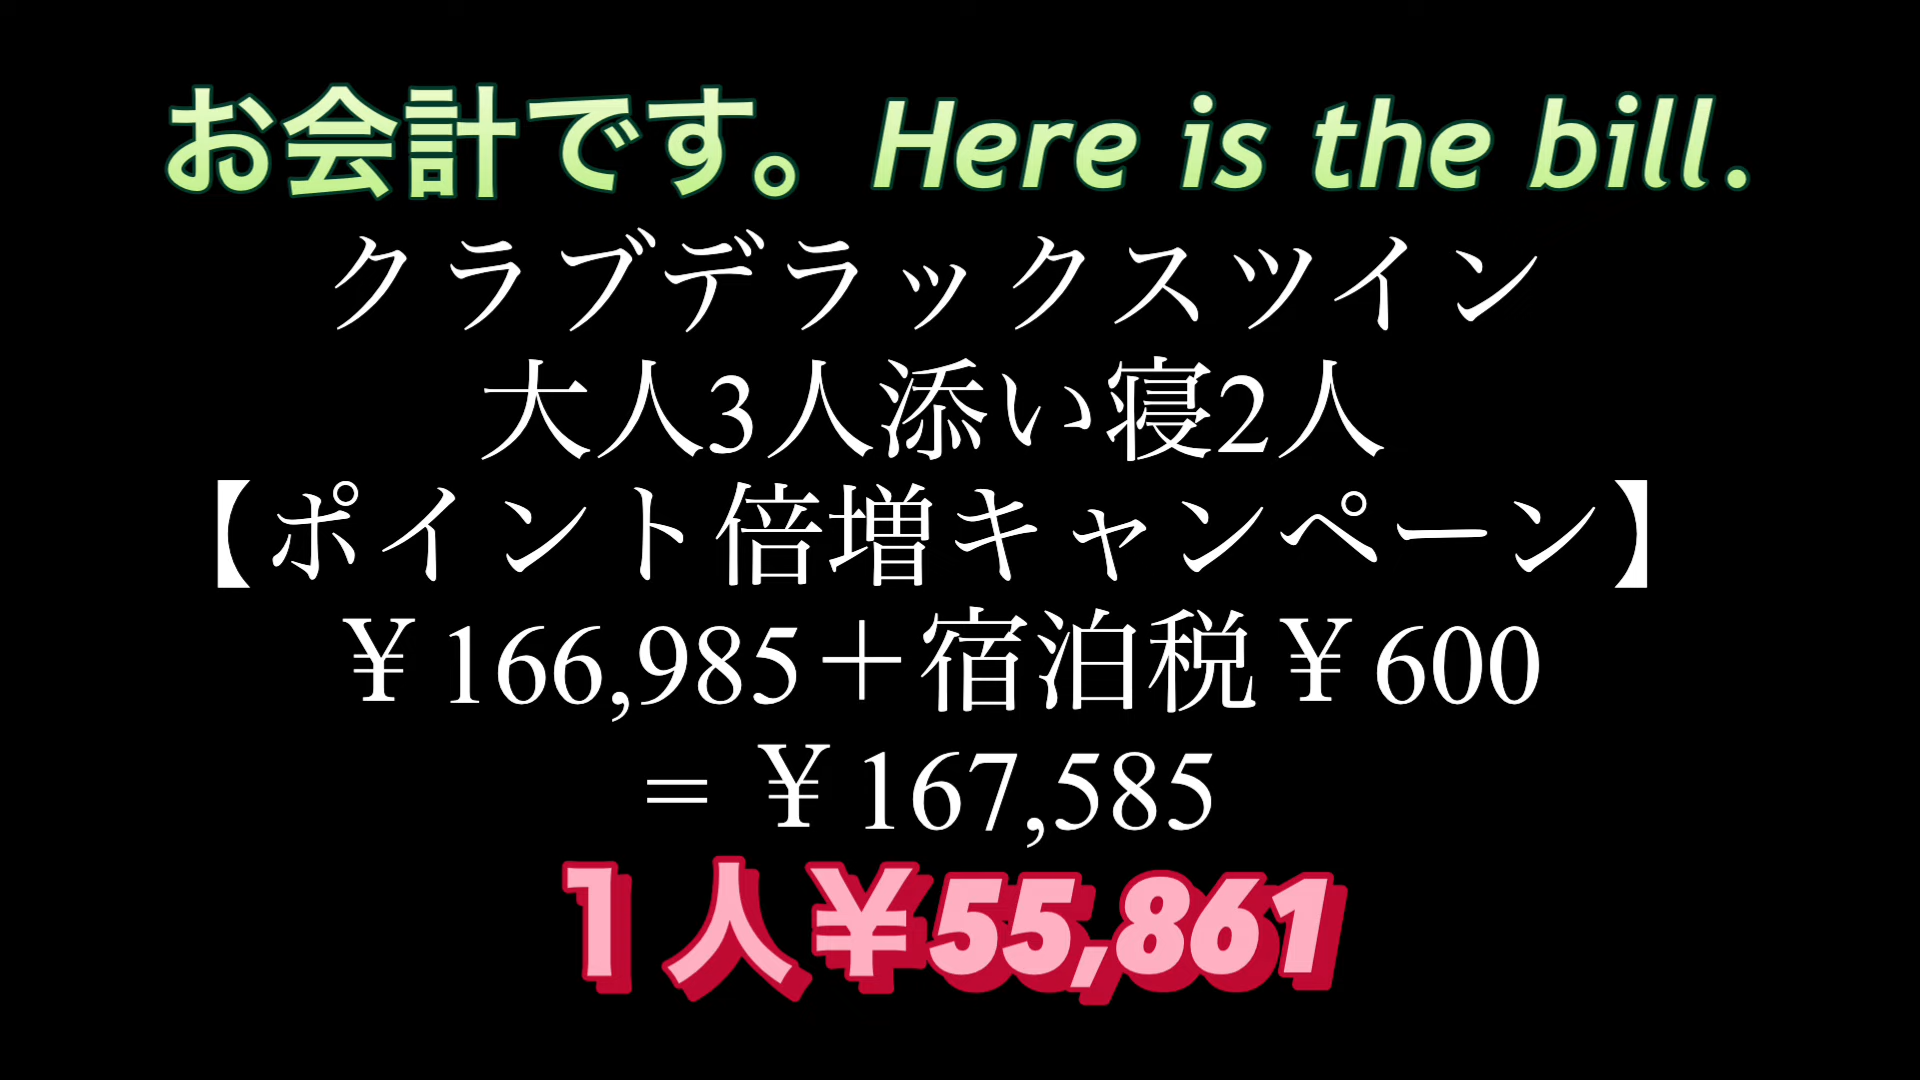 お会計です。Here is the bill.
クラブデラックスツイン
大人3人添い寝2人
【ポイント倍増キャンペーン】
￥166,985＋宿泊税￥600
= ￥167,585
1人￥55,861